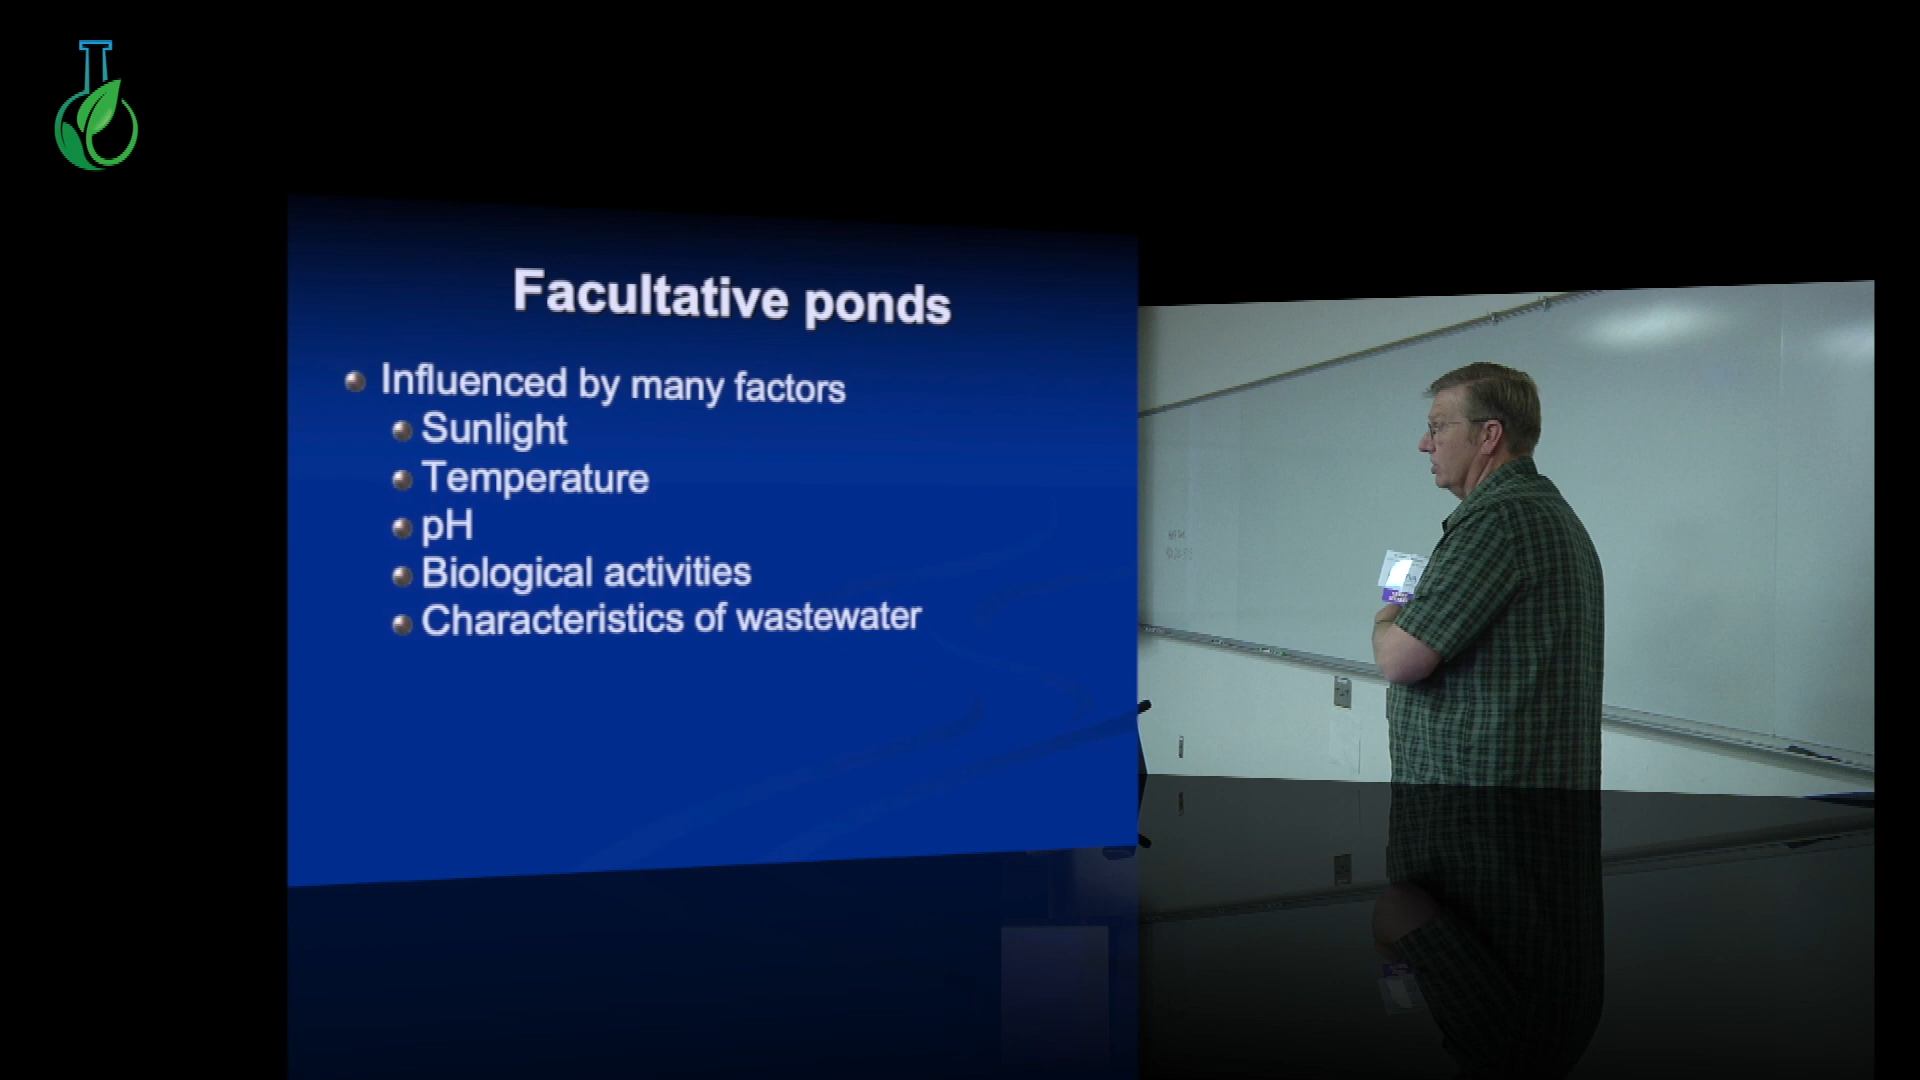 Facultative ponds
Influenced by many factors
Sunlight
Temperature
pH
Biological activities
Characteristics of wastewater